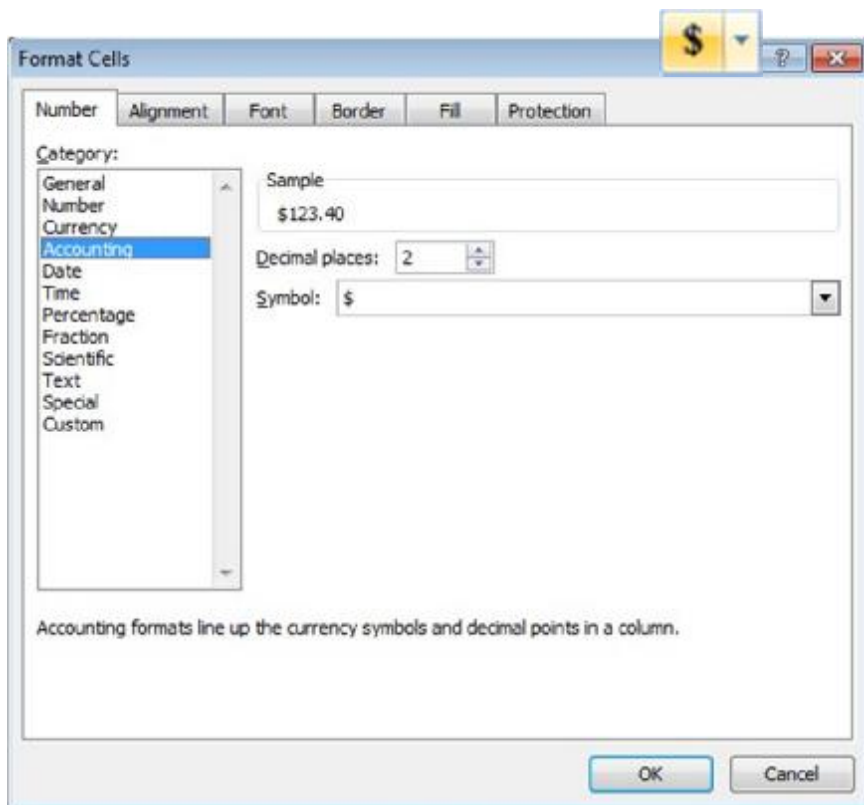 $
Format Cells
Number Alignment Font Border Fill Protection
Category:
General
Number
Currency
Accounting
Date
Time
Percentage
Fraction
Scientific
Text
Special
Custom
Sample
$123.40
Decimal places: 2
Symbol: $
Accounting formats line up the currency symbols and decimal points in a column.
OK Cancel